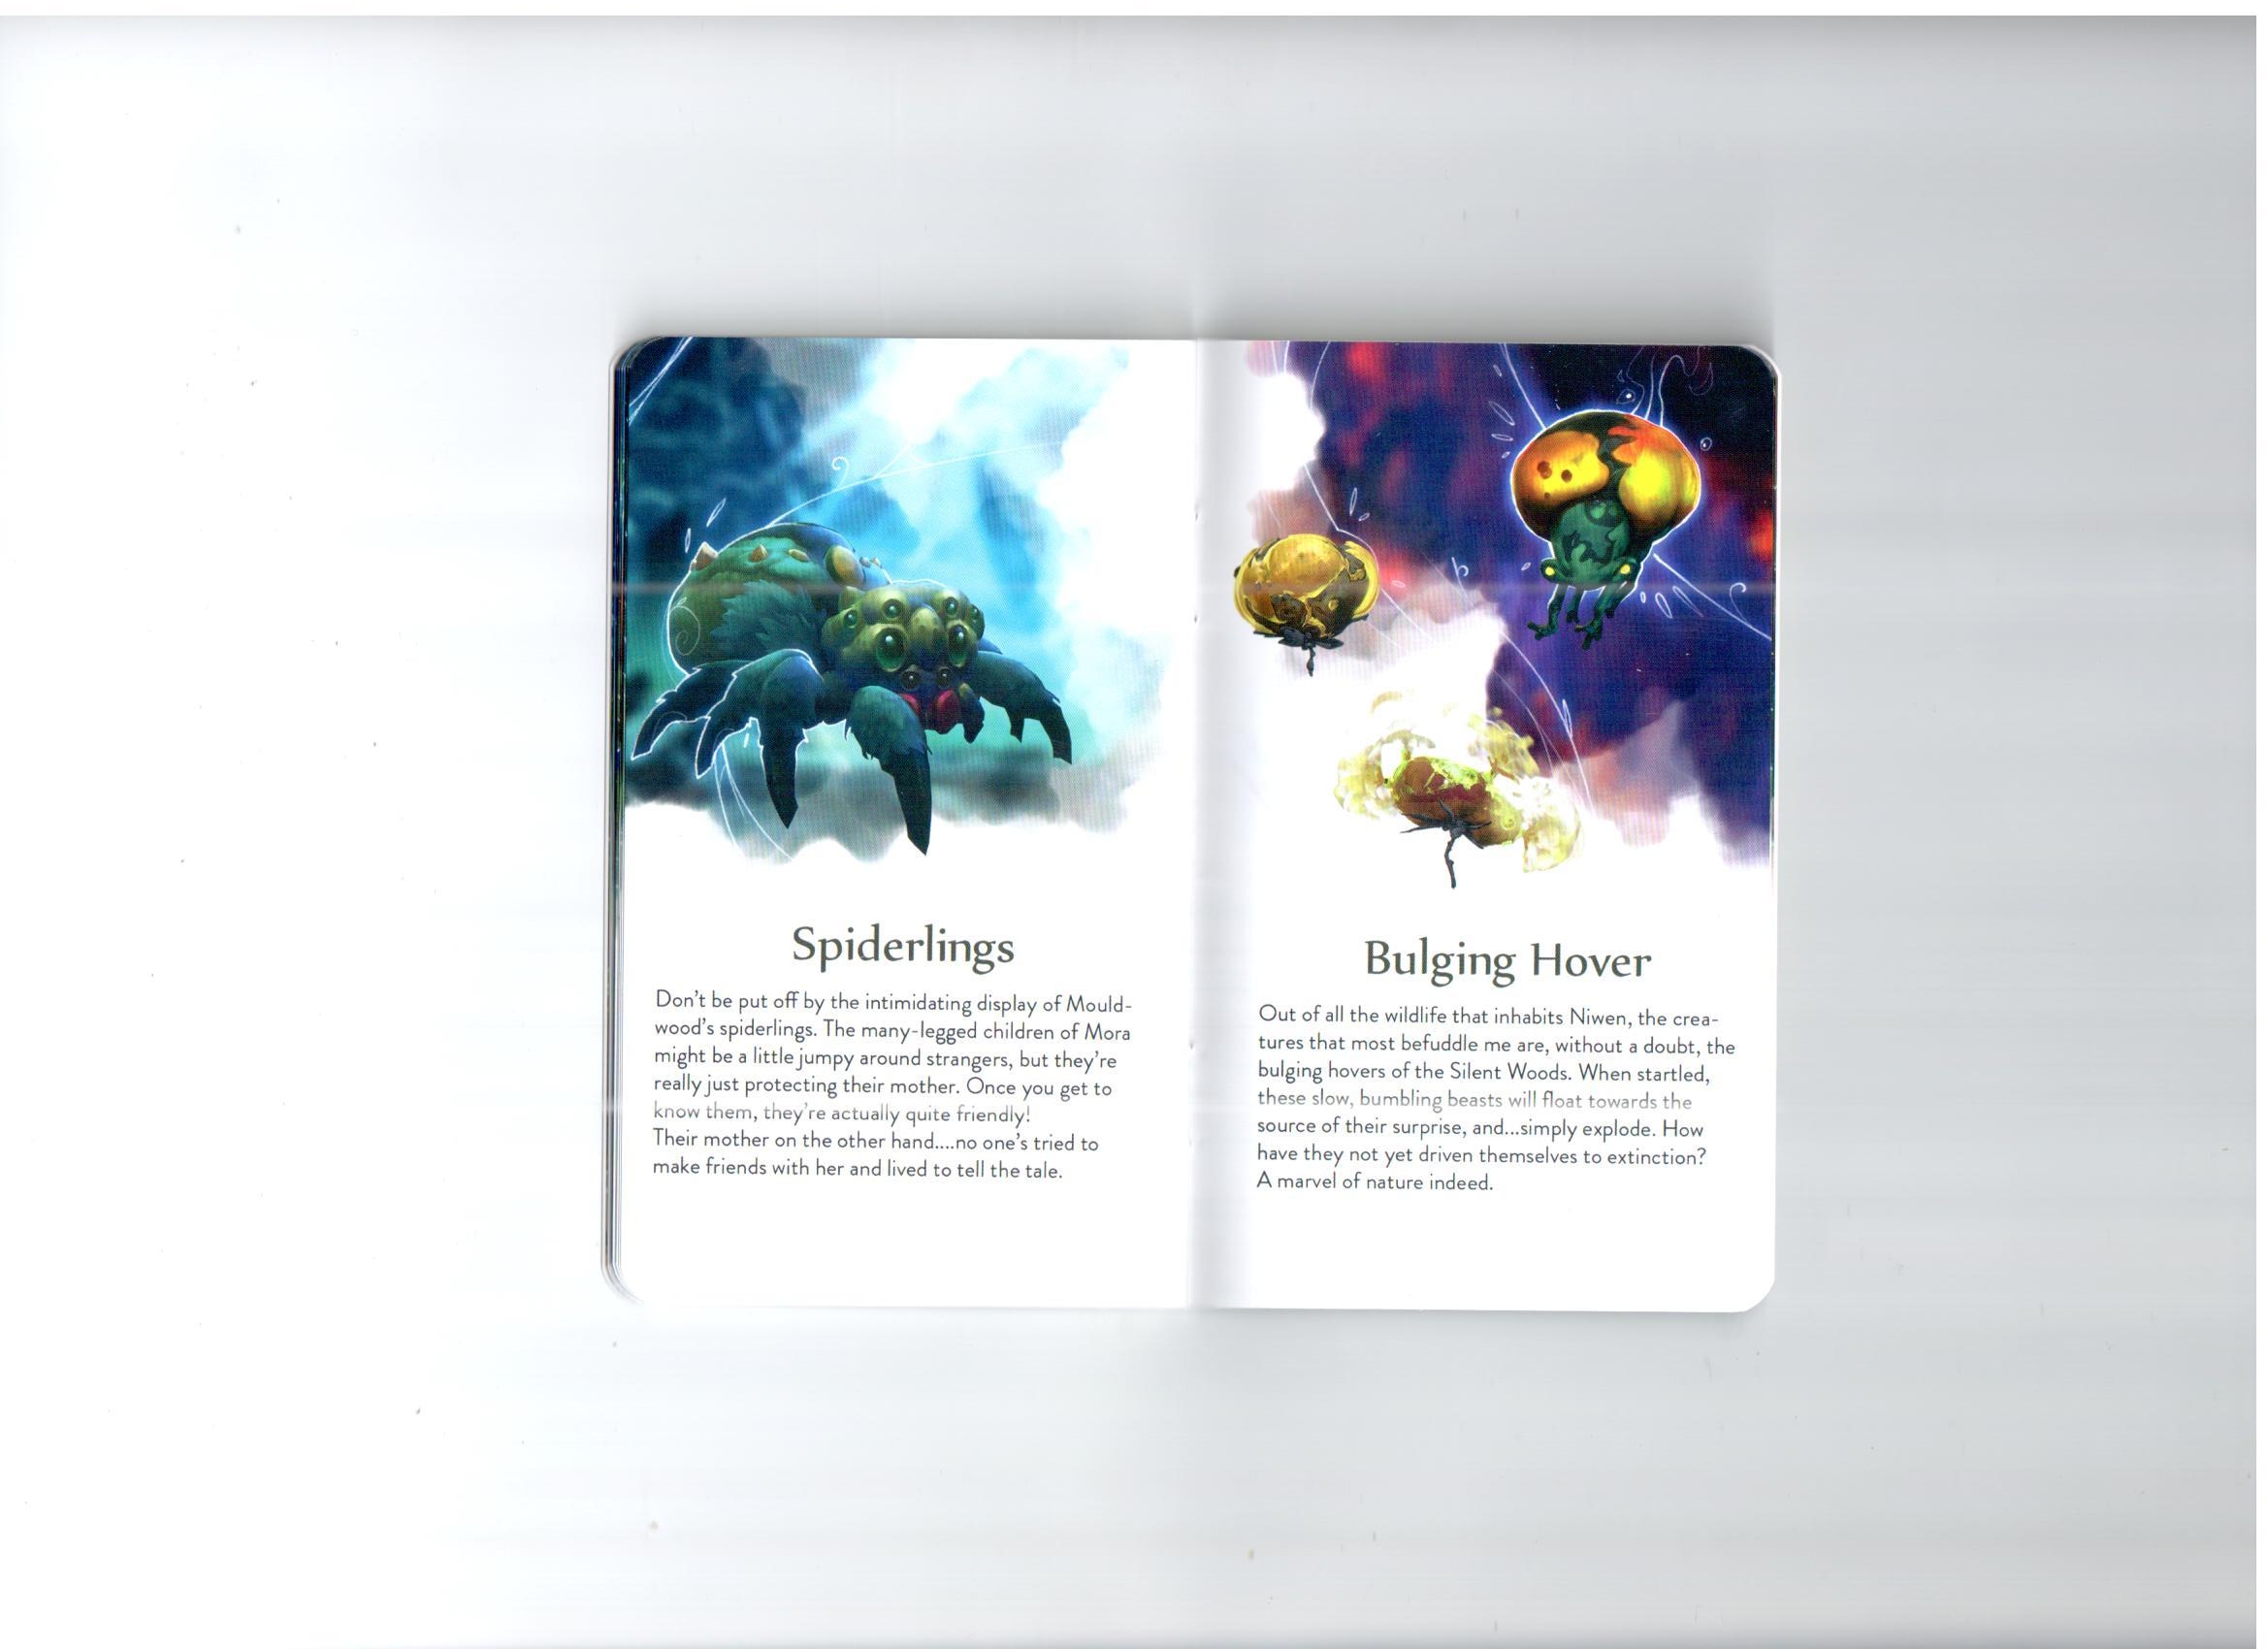 Spiderlings
Don't be put off by the intimidating display of Mould-
wood's spiderlings. The many-legged children of Mora
might be a little jumpy around strangers, but they're
really just protecting their mother. Once you get to
know them, they're actually quite friendly!
Their mother on the other hand....no one's tried to
make friends with her and lived to tell the tale.
Bulging Hover
Out of all the wildlife that inhabits Niwen, the crea-
tures that most befuddle me are, without a doubt, the
bulging hovers of the Silent Woods. When startled,
these slow, bumbling beasts will float towards the
source of their surprise, and...simply explode. How
have they not yet driven themselves to extinction?
A marvel of nature indeed.